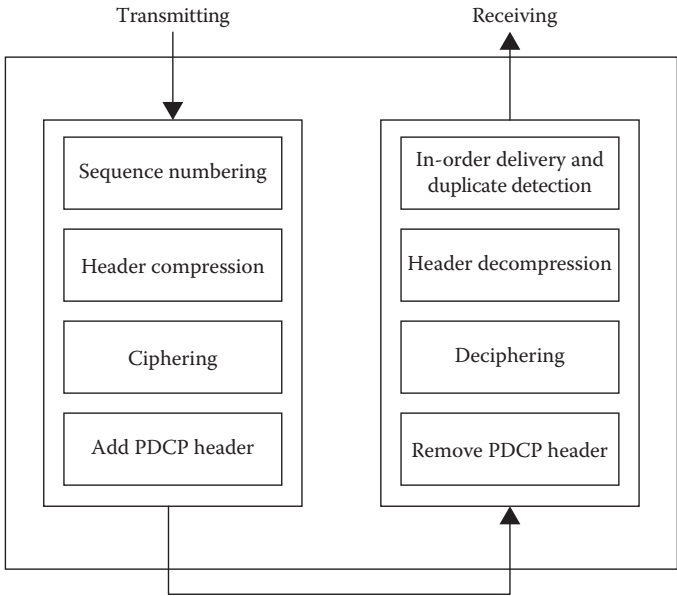 Transmitting
Receiving
Sequence numbering
Header compression
Ciphering
Add PDCP header
In-order delivery and
duplicate detection
Header decompression
Deciphering
Remove PDCP header